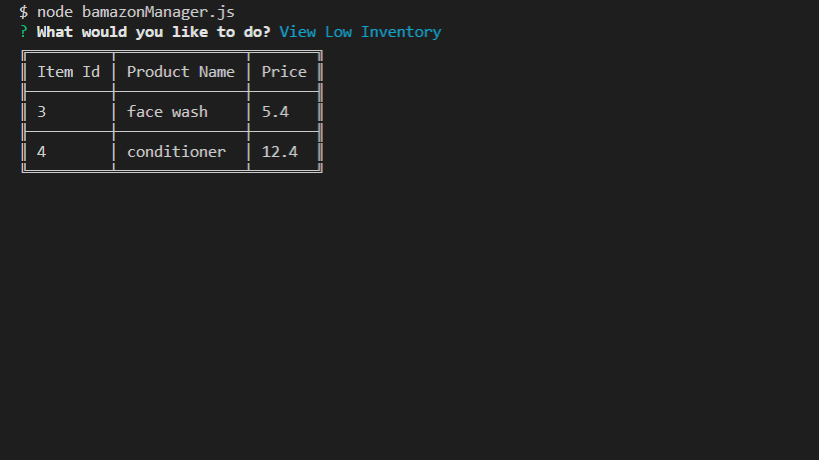 $ node bamazonManager.js
? What would you like to do? View Low Inventory
Item Id Product Name Price
3 face wash 5.4
4 conditioner 12.4